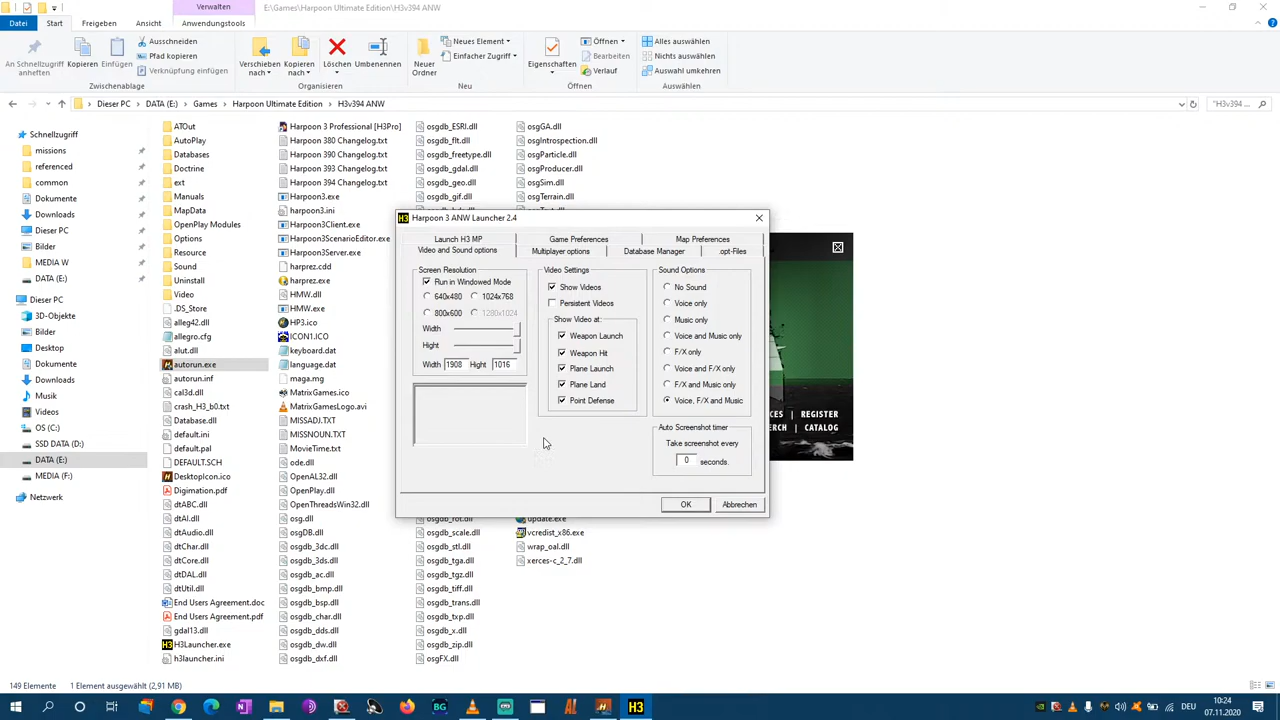 Verwalten
E:\Games\Harpoon Ultimate Edition\H3v394 ANW
Datei
Start
Freigeben
Ansicht
Anwendungstools
An Schnellzugriff
anheften
Kopieren
Einfügen
Ausschneiden
Pfad kopieren
Verknüpfung einfügen
Zwischenablage
Verschieben
nach
Kopieren
nach
Löschen
Umbenennen
Organisieren
Neuer
Ordner
Neues Element
Einfacher Zugriff
Neu
Eigenschaften
Öffnen
Bearbeiten
Verlauf
Öffnen
Alles auswählen
Nichts auswählen
Auswahl umkehren
Auswählen
Dieser PC
DATA (E:)
Games
Harpoon Ultimate Edition
H3v394 ANW
"H3v394 ...
Schnellzugriff
missions
referenced
common
Dokumente
Downloads
Dieser PC
Bilder
MEDIA W
DATA (E:)
Dieser PC
3D-Objekte
Bilder
Desktop
Dokumente
Downloads
Musik
Videos
OS (C:)
SSD DATA (D:)
DATA (E:)
MEDIA (F:)
Netzwerk
ATOut
AutoPlay
Databases
Doctrine
ext
Manuals
MapData
OpenPlay Modules
Options
Resource
Sound
Uninstall
Video
.DS_Store
alleg42.dll
allegro.cfg
alut.dll
autorun.exe
autorun.inf
cal3d.dll
crash_H3_b0.txt
Database.dll
default.ini
default.pal
DEFAULT.SCH
DesktopIcon.ico
Digimation.pdf
dtABC.dll
dtAI.dll
dtAudio.dll
dtChar.dll
dtCore.dll
dtDAL.dll
dtUtil.dll
End Users Agreement.doc
End Users Agreement.pdf
gdal13.dll
H3Launcher.exe
h3launcher.ini
Harpoon 3 Professional [H3Pro]
Harpoon 380 Changelog.txt
Harpoon 390 Changelog.txt
Harpoon 393 Changelog.txt
Harpoon 394 Changelog.txt
Harpoon3.exe
harpoon3.ini
Harpoon3Client.exe
Harpoon3ScenarioEditor.exe
Harpoon3Server.exe
harprez.cdd
harprez.exe
HMW.dll
HMW.exe
HP3.ico
ICON1.ICO
keyboard.dat
language.dat
maga.mg
MatrixGames.ico
MatrixGamesLogo.avi
MISSADJ.TXT
MISSNOUN.TXT
MovieTime.txt
ode.dll
OpenAL32.dll
OpenPlay.dll
OpenThreadsWin32.dll
osg.dll
osgDB.dll
osgdb_3dc.dll
osgdb_3ds.dll
osgdb_ac.dll
osgdb_bmp.dll
osgdb_bsp.dll
osgdb_char.dll
osgdb_dds.dll
osgdb_dw.dll
osgdb_dxf.dll
osgdb_ESRI.dll
osgdb_flt.dll
osgdb_freetype.dll
osgdb_gdal.dll
osgdb_geo.dll
osgdb_gif.dll
osgdb_scale.dll
osgdb_stl.dll
osgdb_tga.dll
osgdb_tgz.dll
osgdb_tiff.dll
osgdb_trans.dll
osgdb_txp.dll
osgdb_x.dll
osgdb_zip.dll
osgFX.dll
osgGA.dll
osgIntrospection.dll
osgParticle.dll
osgProducer.dll
osgSim.dll
osgTerrain.dll
update.exe
vcredist_x86.exe
wrap_oal.dll
xerces-c_2_7.dll
H3
Harpoon 3 ANW Launcher 2.4
Launch H3 MP
Game Preferences
Map Preferences
Video and Sound options
Multiplayer options
Database Manager
.opt-Files
Screen Resolution
Run in Windowed Mode
640x480
1024x768
800x600
1280x1024
Width
Hight
Width 1908 Hight 1016
Video Settings
Show Videos
Persistent Videos
Show Video at:
Weapon Launch
Weapon Hit
Plane Launch
Plane Land
Point Defense
Sound Options
No Sound
Voice only
Music only
Voice and Music only
F/X only
Voice and F/X only
F/X and Music only
Voice, F/X and Music
Auto Screenshot timer
Take screenshot every
0 seconds.
OK
Abbrechen
REGISTER
CATALOG
149 Elemente
1 Element ausgewählt (2,91 MB)
BG
H3
DE
10:24
07.11.2020